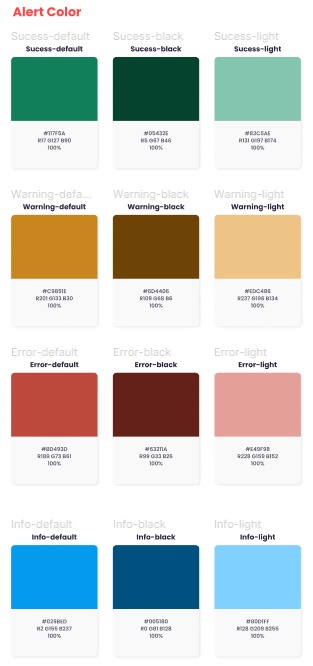 Alert Color
Sucess-default Sucess-black Sucess-light
Sucess-default Sucess-black Sucess-light
#117F5A #05432E #83C5AE
R17 G127 B90 R5 G67 B46 R131 G197 B174
100% 100% 100%
Warning-defa... Warning-black Warning-light
Warning-default Warning-black Warning-light
#C9851E #6D4406 #EDC486
R201 G133 B30 R109 G68 B6 R237 G196 B134
100% 100% 100%
Error-default Error-black Error-light
Error-default Error-black Error-light
#BD493D #63211A #E49F98
R189 G73 B61 R99 G33 B26 R228 G159 B152
100% 100% 100%
Info-default Info-black Info-light
Info-default Info-black Info-light
#029BED #005180 #80D1FF
R2 G155 B237 R0 G81 B128 R128 G209 B255
100% 100% 100%